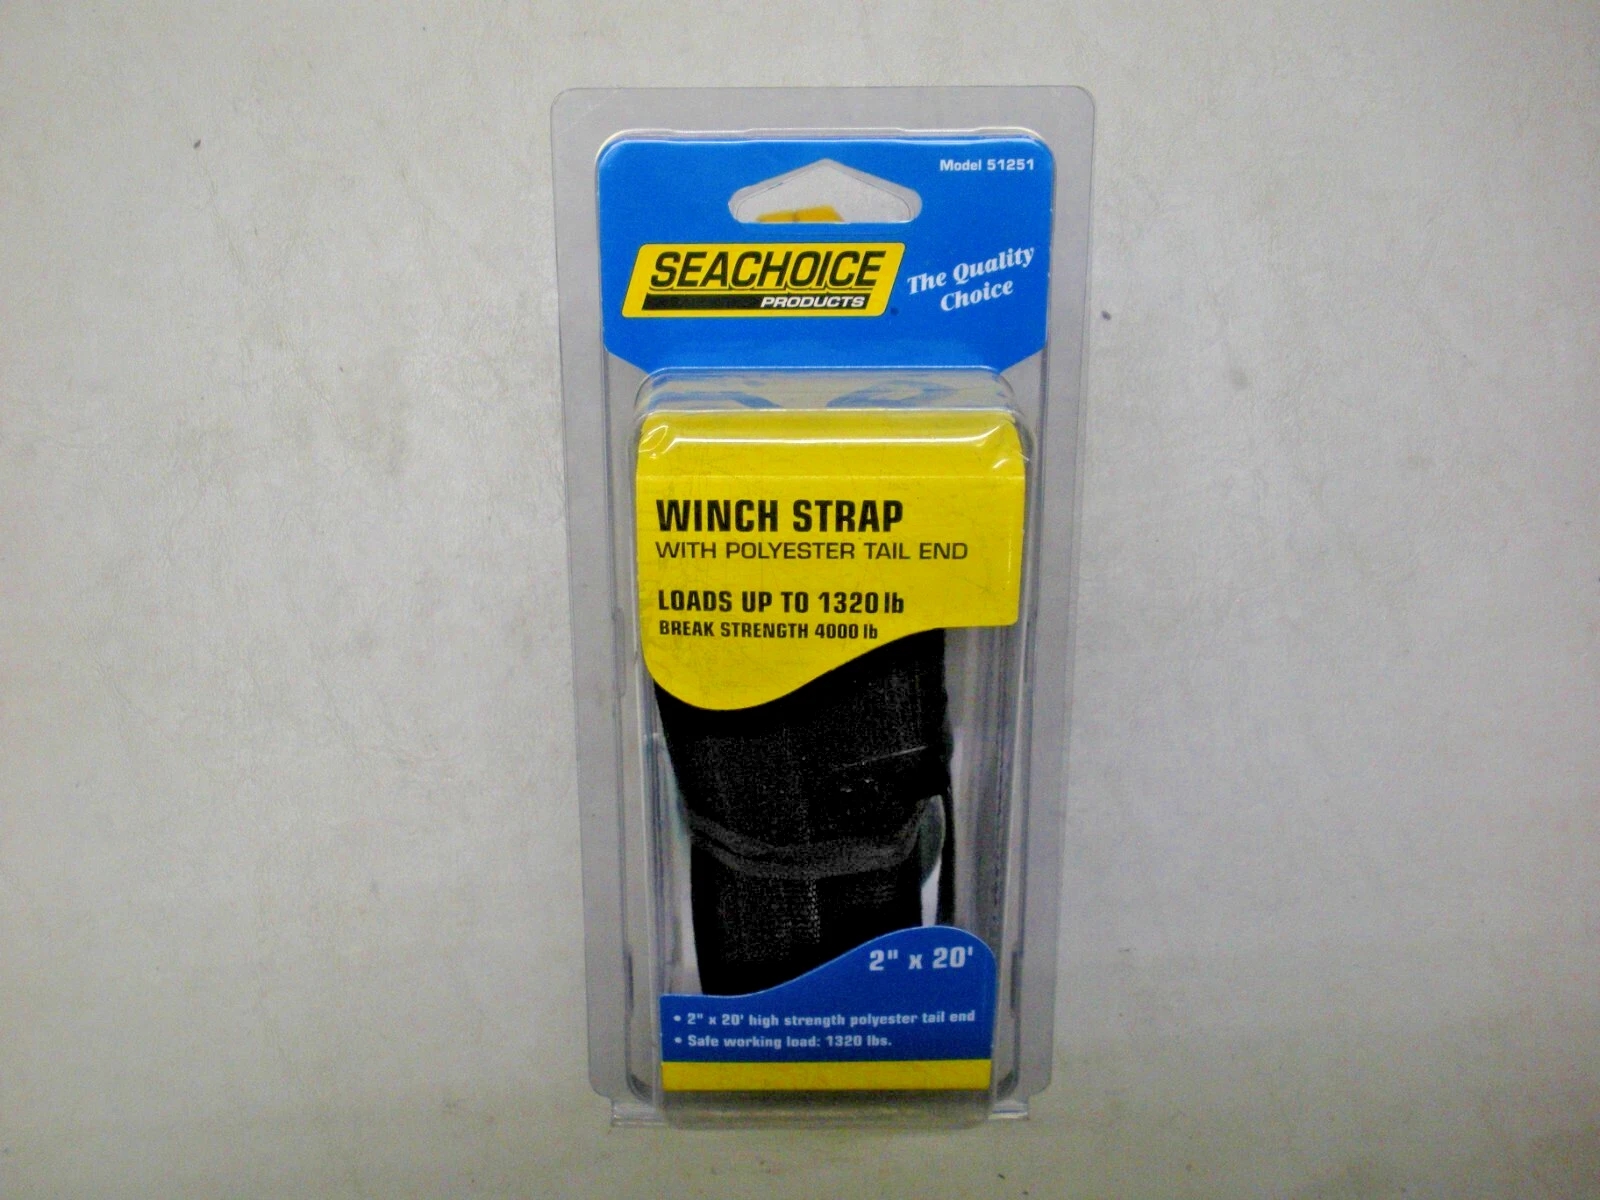 Model 51251
SEACHOICE
PRODUCTS
The Quality
Choice
WINCH STRAP
WITH POLYESTER TAIL END
LOADS UP TO 1320 lb
BREAK STRENGTH 4000 lb
2" x 20'
• 2" x 20' high strength polyester tail end
• Safe working load: 1320 lbs.